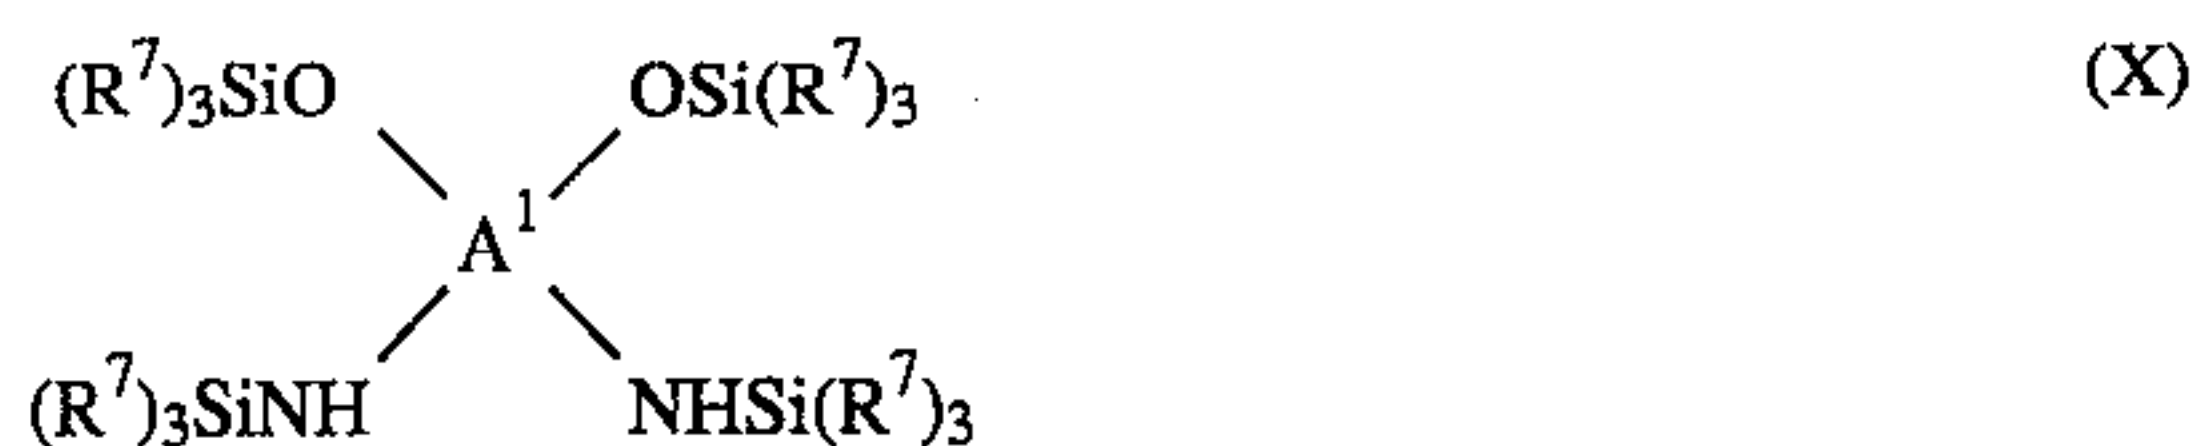 (R⁷)₃SiO OSi(R⁷)₃ (X)
A¹
(R⁷)₃SiNH NHSi(R⁷)₃